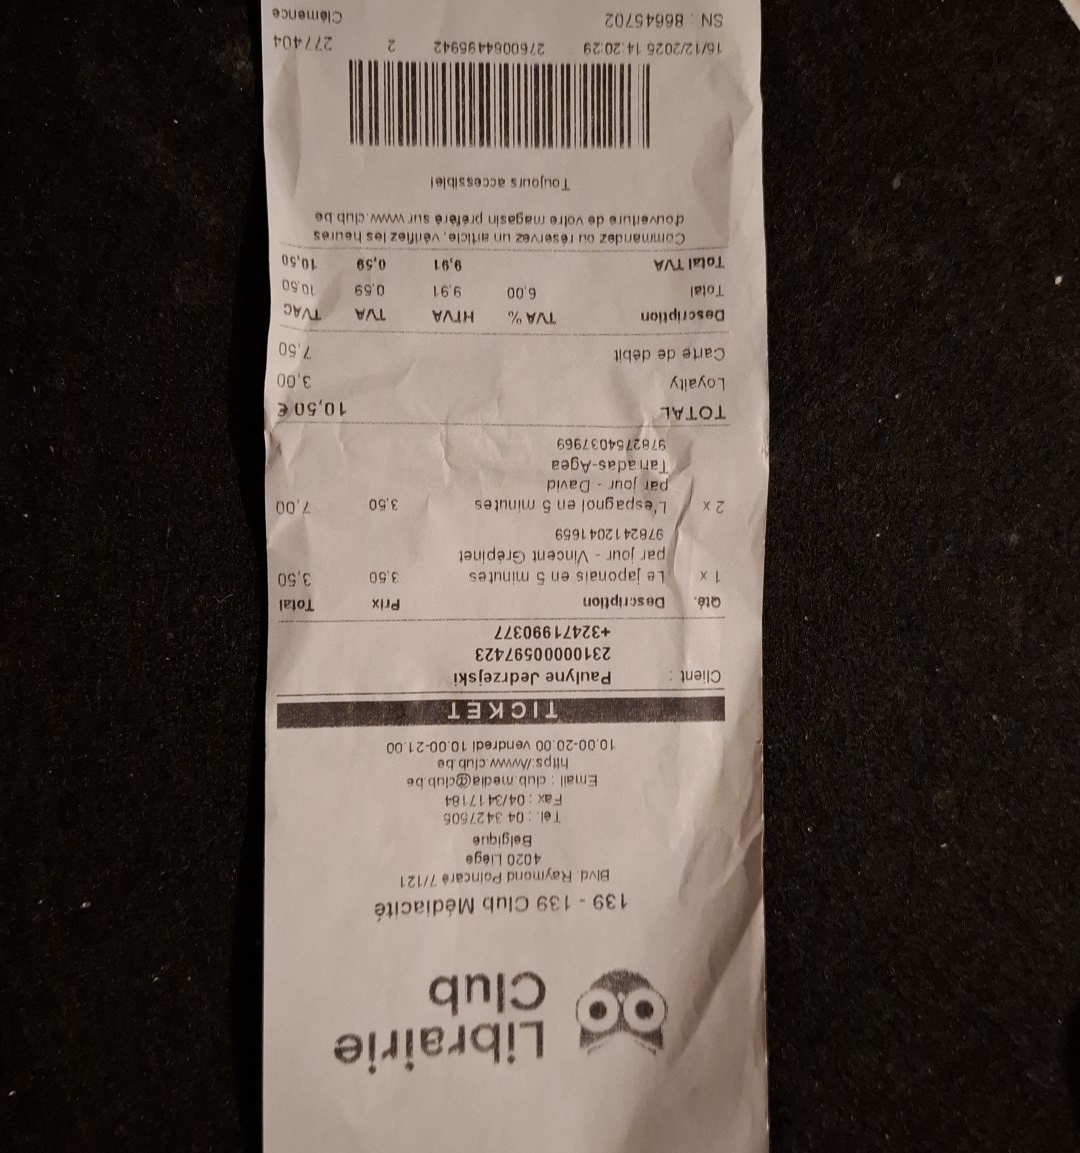 Librairie
Club
139 - 139 Club Médiacité
Blvd. Raymond Poincaré 7/121
4020 Liège
Belgique
Tél. : 04 3427505
Fax : 04/3417184
Email : club.media@club.be
https://www.club.be
10.00-20.00 vendredi 10.00-21.00
TICKET
Client : Paulyne Jedrzejski
2310000597423
+32471990377
Qté. Description Prix Total
1 x Le japonais en 5 minutes 3,50 3,50
par jour - Vincent Grépinet
9782412041659
2 x L'espagnol en 5 minutes 3,50 7,00
par jour - David
Tarradas-Agea
9782754037969
TOTAL 10,50 €
Loyalty 3,00
Carte de débit 7,50
Description TVA % HTVA TVA TVAC
Total 6,00 9,91 0,59 10,50
Total TVA 9,91 0,59 10,50
Commandez ou réservez un article, vérifiez les heures
d'ouverture de votre magasin préféré sur www.club.be
Toujours accessible!
15/12/2025 14:20:29 2760064495942 2 277404
SN : 86645702 Clémence